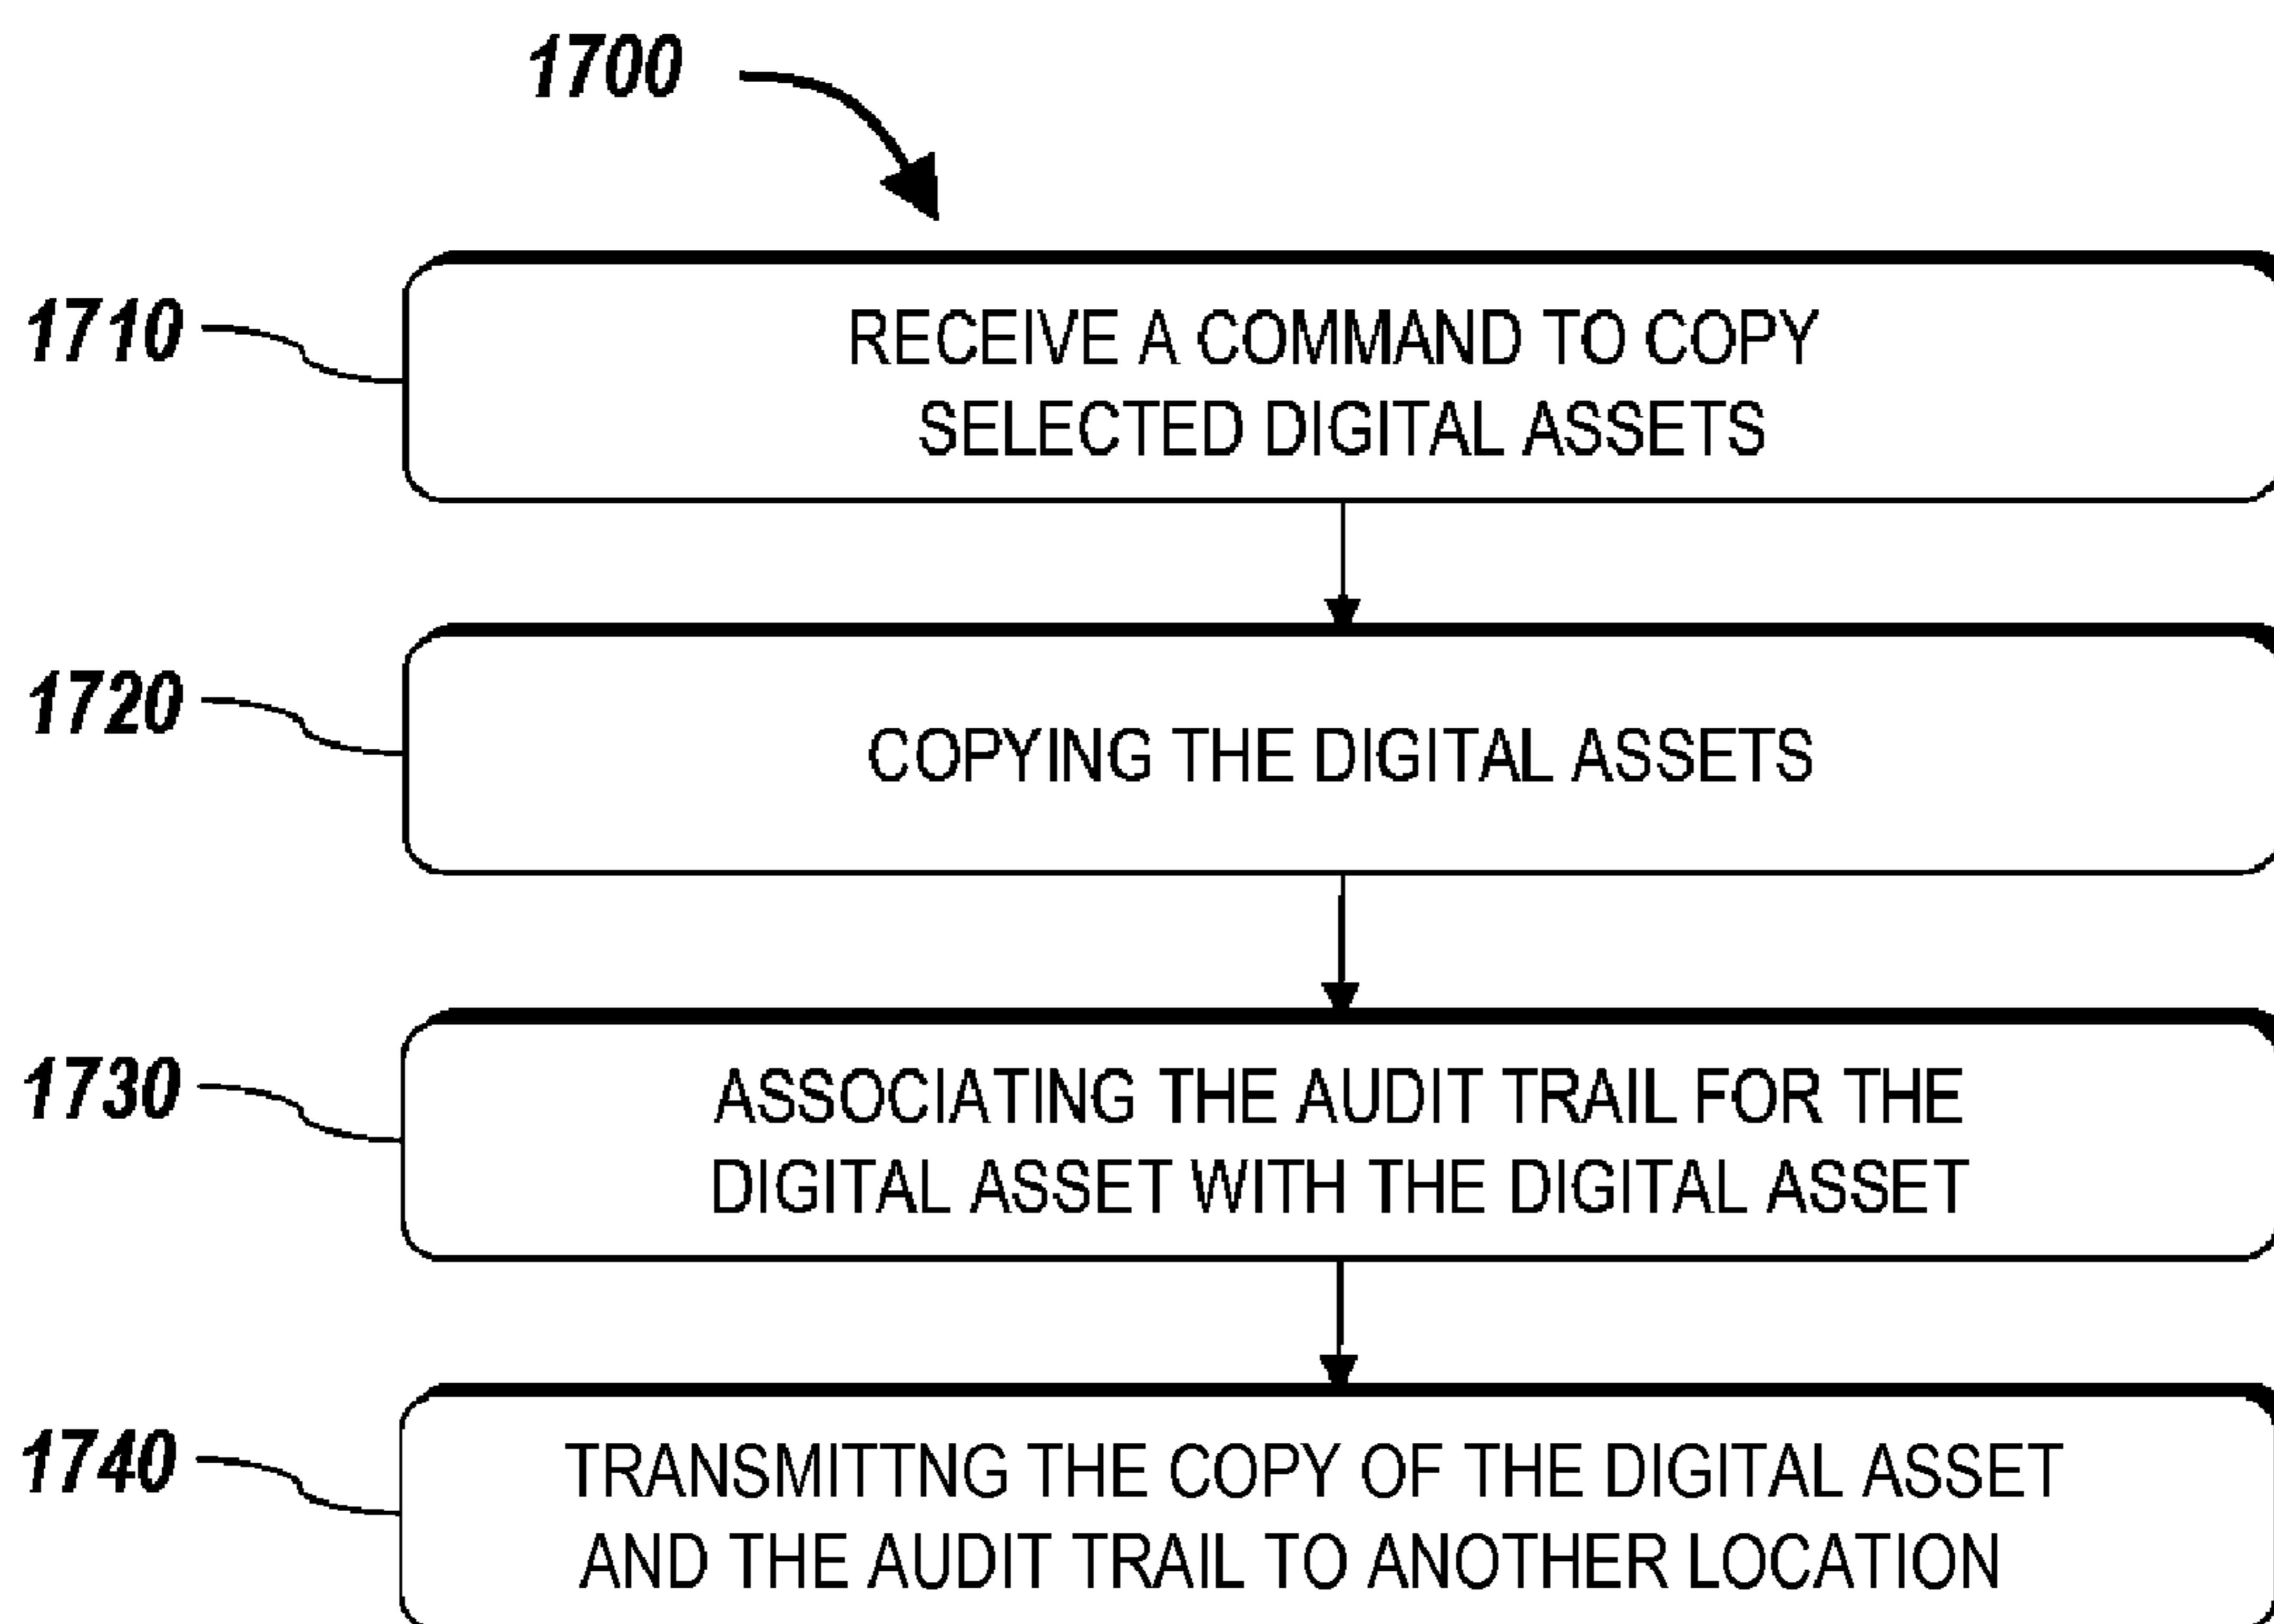 1700
1710
RECEIVE A COMMAND TO COPY
SELECTED DIGITAL ASSETS
1720
COPYING THE DIGITAL ASSETS
1730
ASSOCIATING THE AUDIT TRAIL FOR THE
DIGITAL ASSET WITH THE DIGITAL ASSET
1740
TRANSMITTNG THE COPY OF THE DIGITAL ASSET
AND THE AUDIT TRAIL TO ANOTHER LOCATION